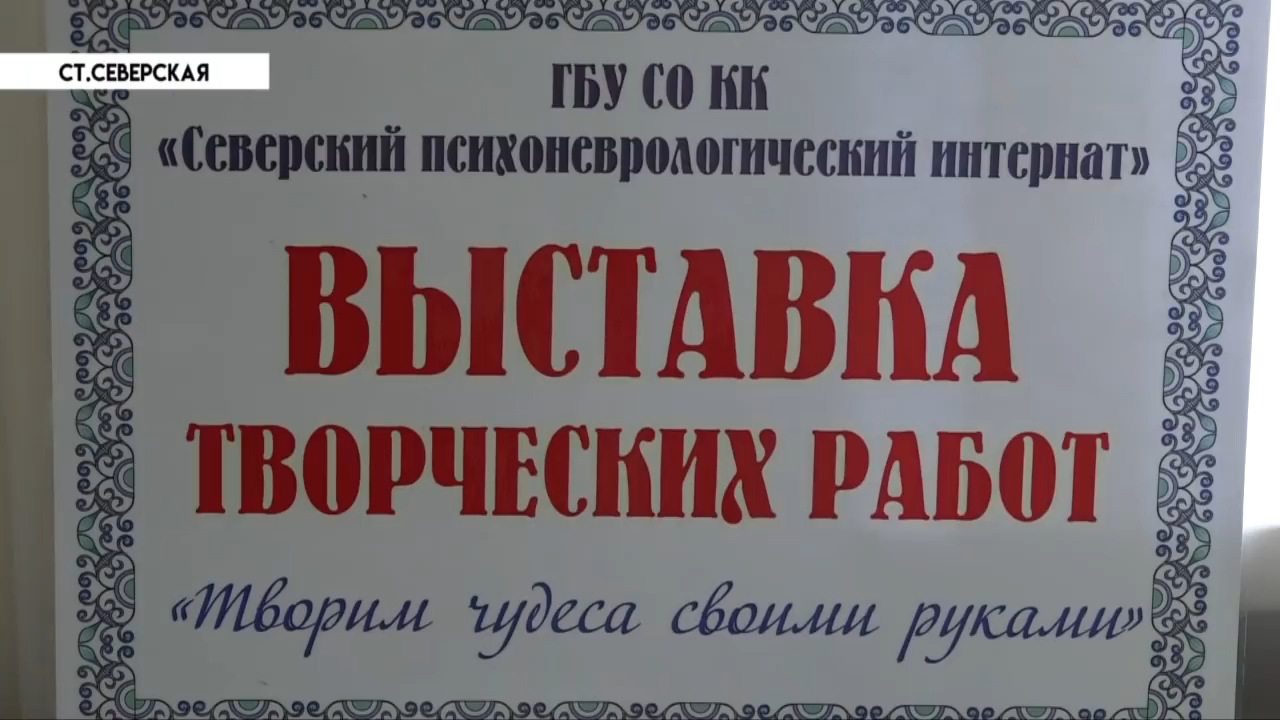 СТ.СЕВЕРСКАЯ
ГБУ СО КК
«Северский психоневрологический интернат»
ВЫСТАВКА
ТВОРЧЕСКИХ РАБОТ
«Творим чудеса своими руками»